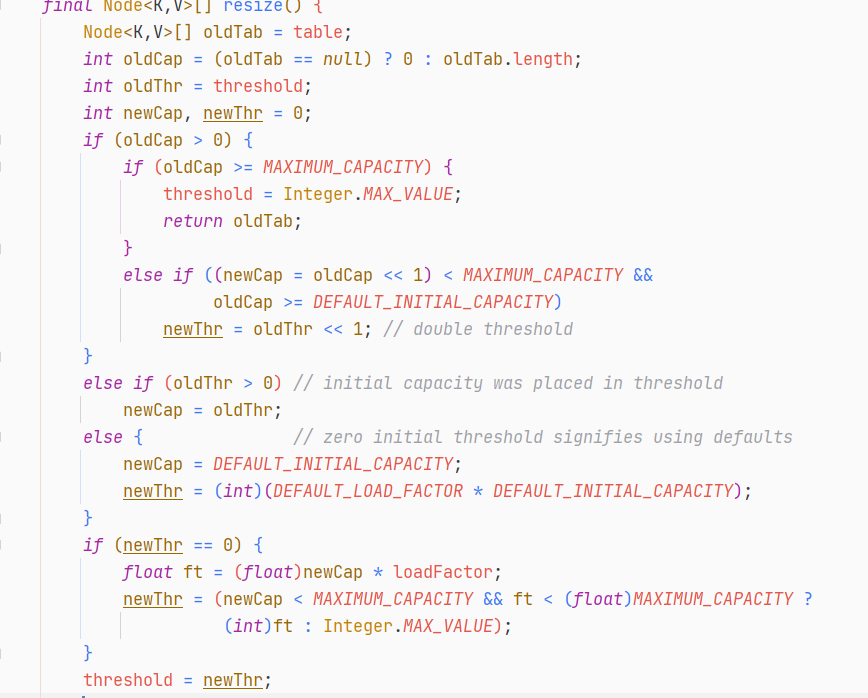 final Node<K,V>[] resize() {
    Node<K,V>[] oldTab = table;
    int oldCap = (oldTab == null) ? 0 : oldTab.length;
    int oldThr = threshold;
    int newCap, newThr = 0;
    if (oldCap > 0) {
        if (oldCap >= MAXIMUM_CAPACITY) {
            threshold = Integer.MAX_VALUE;
            return oldTab;
        }
        else if ((newCap = oldCap << 1) < MAXIMUM_CAPACITY &&
                 oldCap >= DEFAULT_INITIAL_CAPACITY)
            newThr = oldThr << 1; // double threshold
    }
    else if (oldThr > 0) // initial capacity was placed in threshold
        newCap = oldThr;
    else {               // zero initial threshold signifies using defaults
        newCap = DEFAULT_INITIAL_CAPACITY;
        newThr = (int)(DEFAULT_LOAD_FACTOR * DEFAULT_INITIAL_CAPACITY);
    }
    if (newThr == 0) {
        float ft = (float)newCap * loadFactor;
        newThr = (newCap < MAXIMUM_CAPACITY && ft < (float)MAXIMUM_CAPACITY ?
                  (int)ft : Integer.MAX_VALUE);
    }
    threshold = newThr;